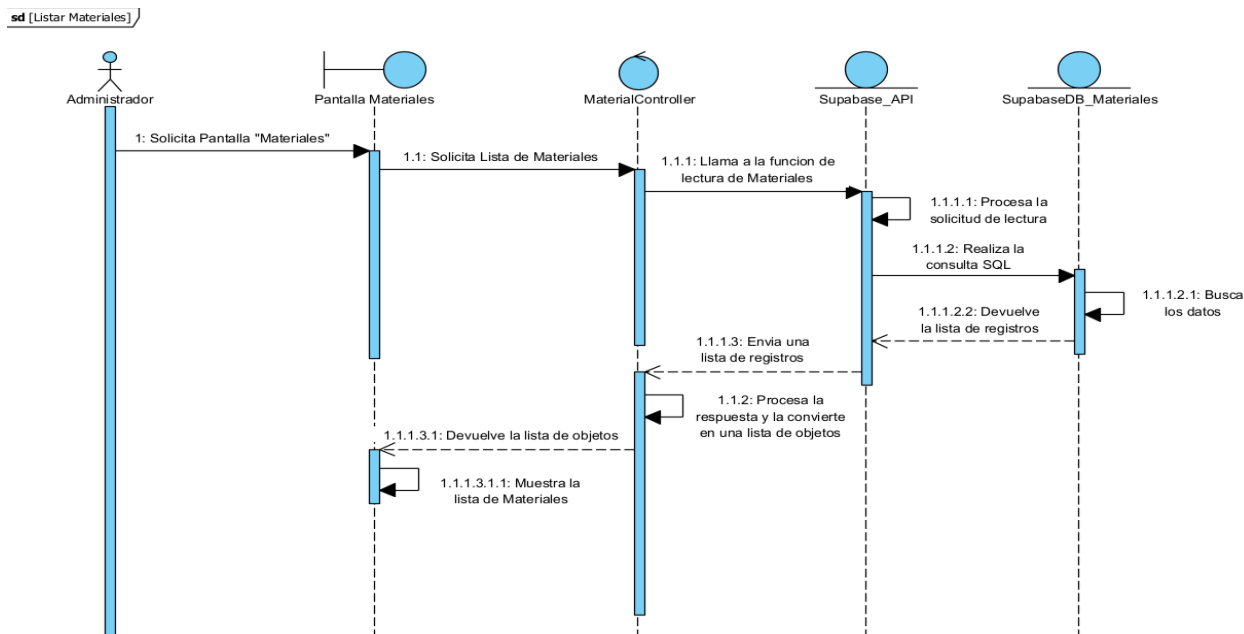 sd [Listar Materiales]
Administrador
Pantalla Materiales
MaterialController
Supabase_API
SupabaseDB_Materiales
1: Solicita Pantalla "Materiales"
1.1: Solicita Lista de Materiales
1.1.1: Llama a la funcion de
lectura de Materiales
1.1.1.1: Procesa la
solicitud de lectura
1.1.1.2: Realiza la
consulta SQL
1.1.1.2.1: Busca
los datos
1.1.1.2.2: Devuelve
la lista de registros
1.1.1.3: Envia una
lista de registros
1.1.2: Procesa la
respuesta y la convierte
en una lista de objetos
1.1.1.3.1: Devuelve la lista de objetos
1.1.1.3.1.1: Muestra la
lista de Materiales